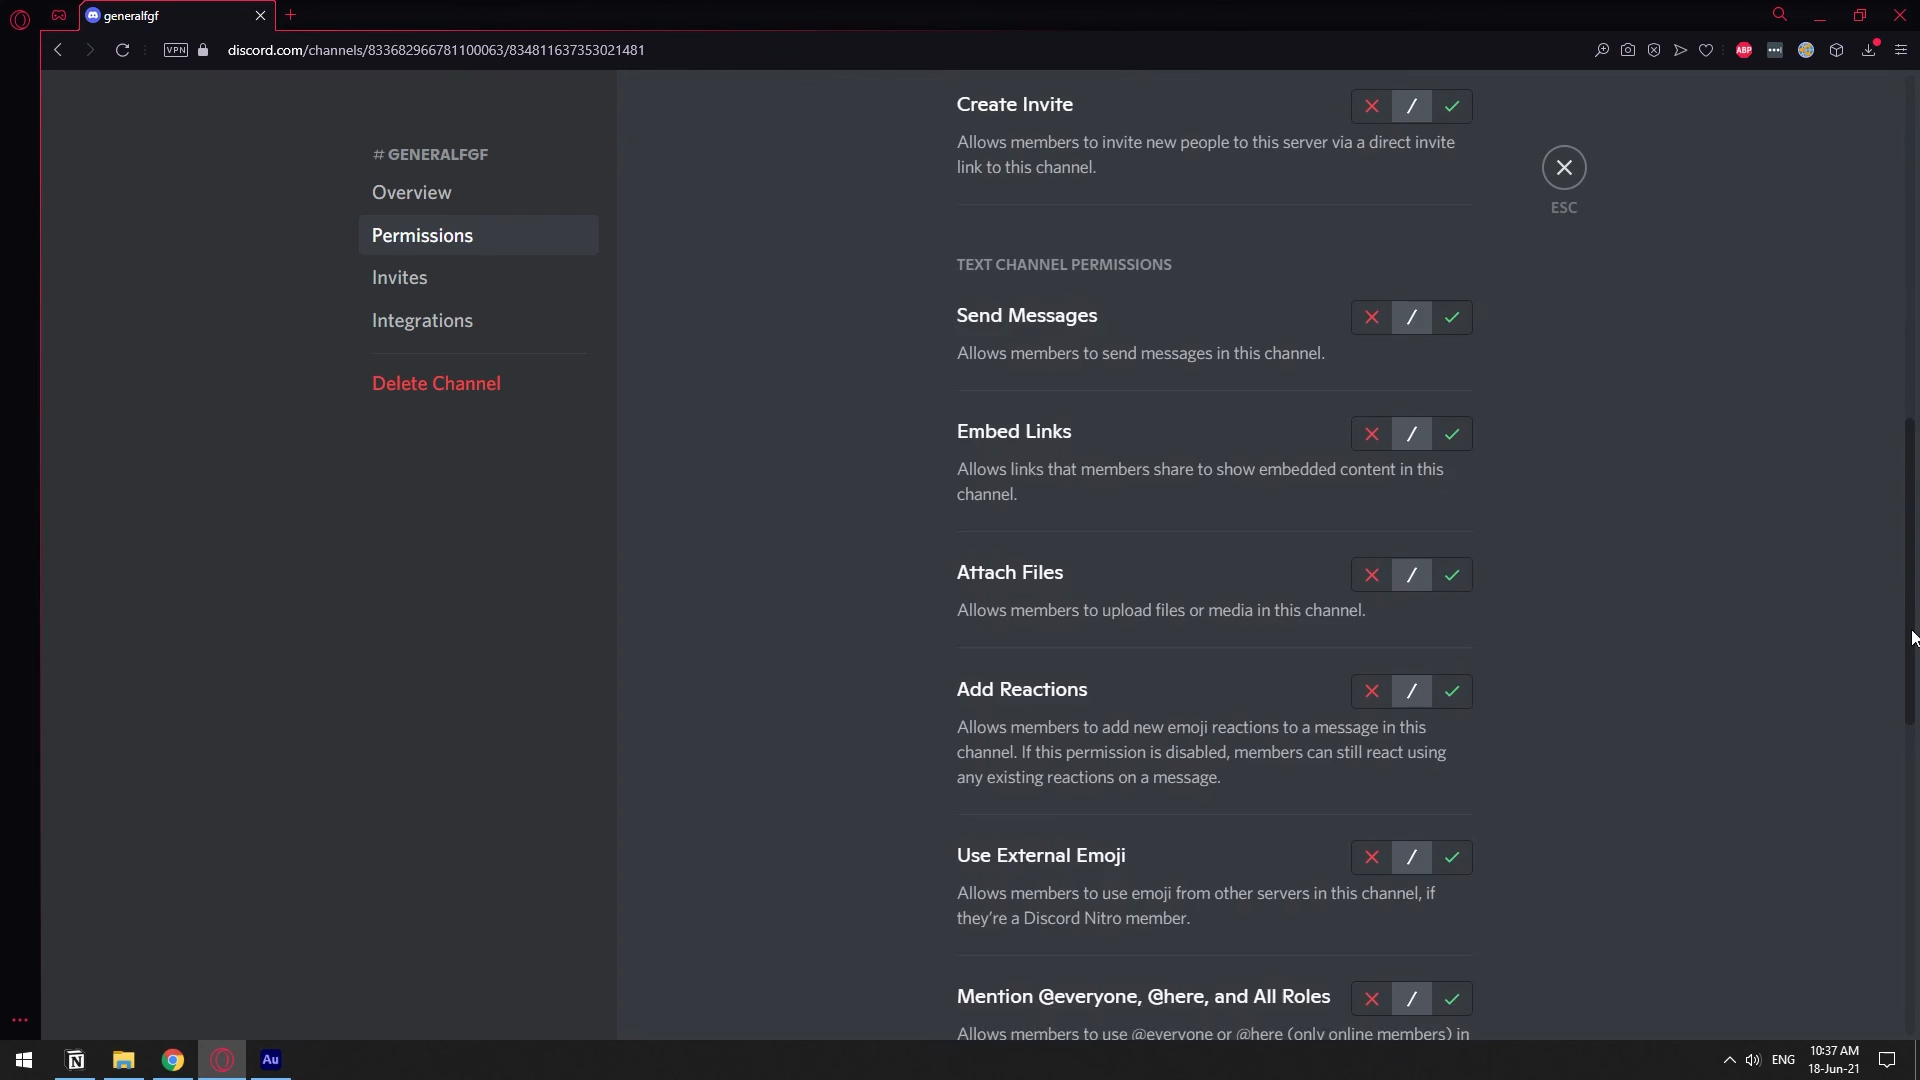 generalfgf
VPN
discord.com/channels/833682966781100063/834811637353021481
ABP
# GENERALFGF
Overview
Permissions
Invites
Integrations
Delete Channel
Create Invite
Allows members to invite new people to this server via a direct invite
link to this channel.
ESC
TEXT CHANNEL PERMISSIONS
Send Messages
Allows members to send messages in this channel.
Embed Links
Allows links that members share to show embedded content in this
channel.
Attach Files
Allows members to upload files or media in this channel.
Add Reactions
Allows members to add new emoji reactions to a message in this
channel. If this permission is disabled, members can still react using
any existing reactions on a message.
Use External Emoji
Allows members to use emoji from other servers in this channel, if
they're a Discord Nitro member.
Mention @everyone, @here, and All Roles
Allows members to use @everyone or @here (only online members) in
Au
ENG
10:37 AM
18-Jun-21